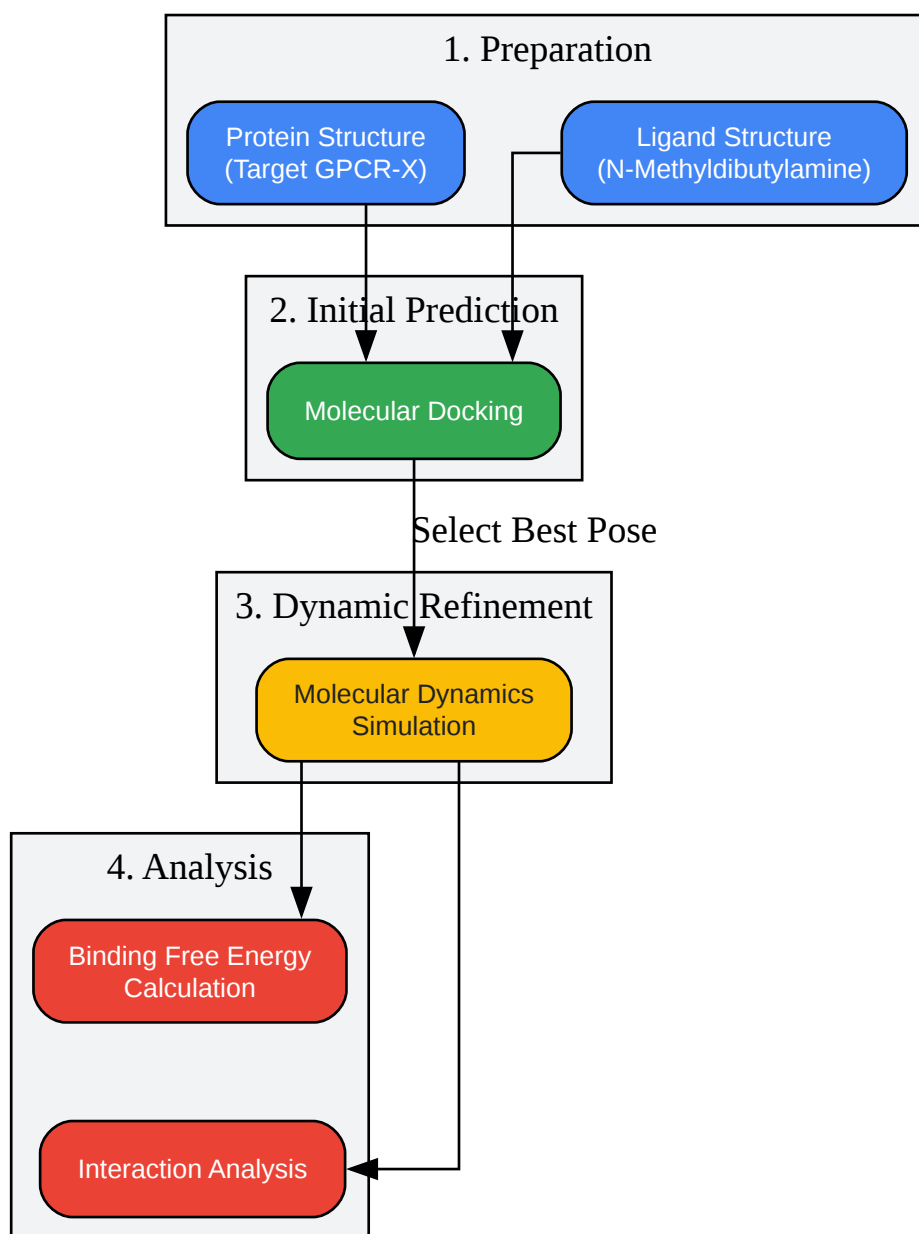 1. Preparation
Protein Structure
(Target GPCR-X)
Ligand Structure
(N-Methyldibutylamine)
2. Initial Prediction
Molecular Docking
Select Best Pose
3. Dynamic Refinement
Molecular Dynamics
Simulation
4. Analysis
Binding Free Energy
Calculation
Interaction Analysis